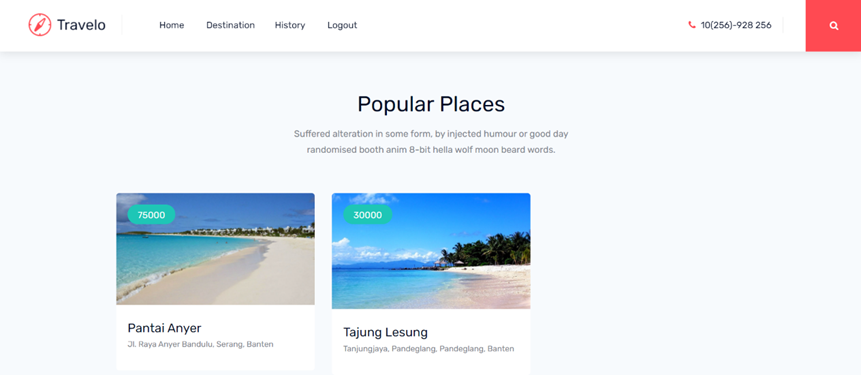 Travelo
Home Destination History Logout
10(256)-928 256
Popular Places
Suffered alteration in some form, by injected humour or good day
randomised booth anim 8-bit hella wolf moon beard words.
75000
Pantai Anyer
Jl. Raya Anyer Bandulu, Serang, Banten
30000
Tajung Lesung
Tanjungjaya, Pandeglang, Pandeglang, Banten